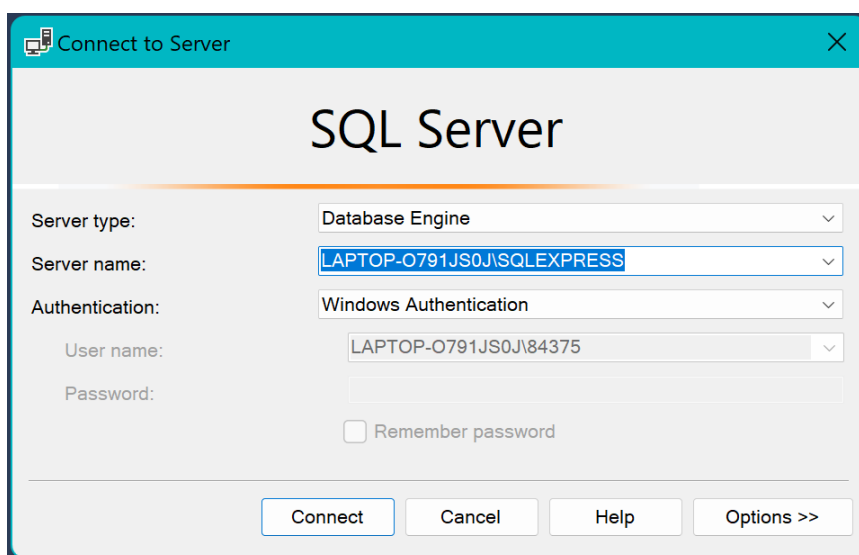 Connect to Server
SQL Server
Server type: Database Engine
Server name: LAPTOP-O791JS0J\SQLEXPRESS
Authentication: Windows Authentication
User name: LAPTOP-O791JS0J\84375
Password:
Remember password
Connect Cancel Help Options >>